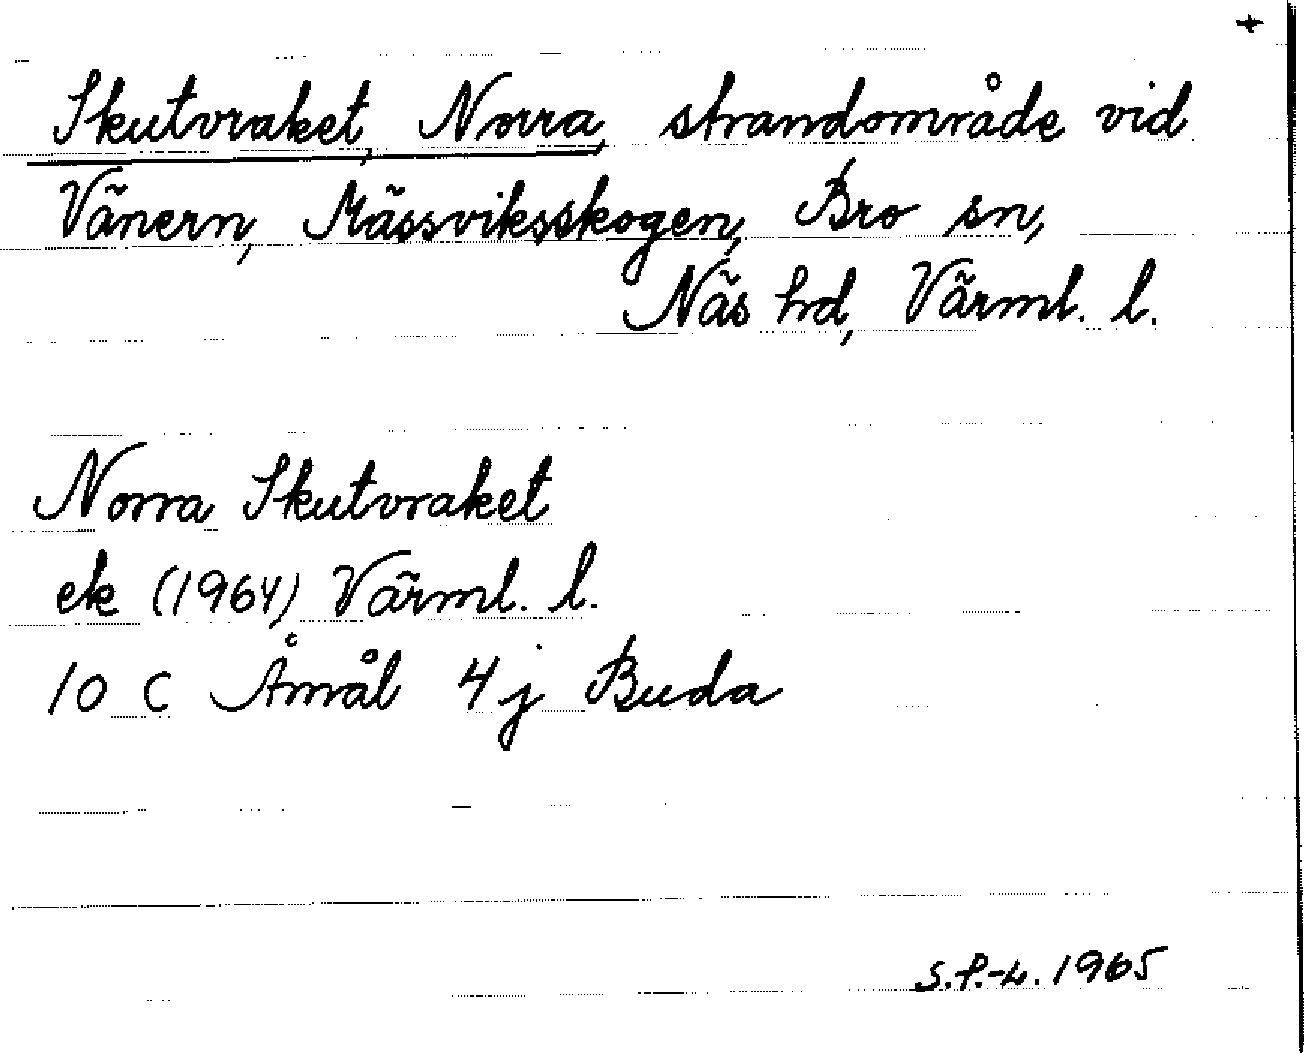 +
Skutvraket, Norra, strandområde vid
Vänern, Mässviksskogen, Bro sn,
Näs hd, Värml. l.
Norra Skutvraket
ek (1964) Värml. l.
10 C Åmål 4 j Buda
S.P.-L. 1965